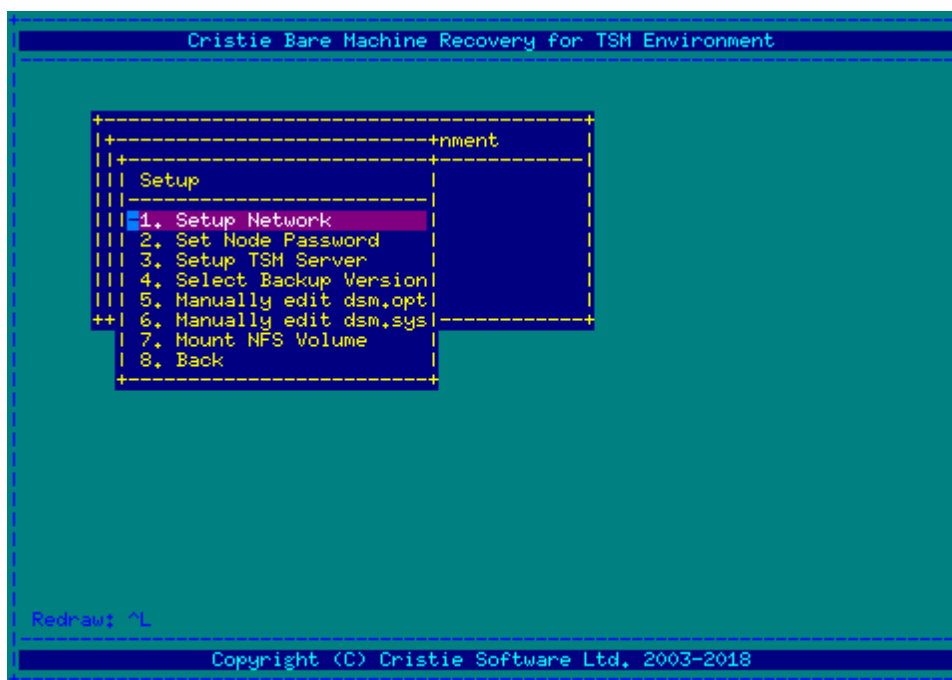 Cristie Bare Machine Recovery for TSM Environment
nment
Setup
1. Setup Network
2. Set Node Password
3. Setup TSM Server
4. Select Backup Version
5. Manually edit dsm.opt
6. Manually edit dsm.sys
7. Mount NFS Volume
8. Back
Redraw: ^L
Copyright (C) Cristie Software Ltd. 2003-2018